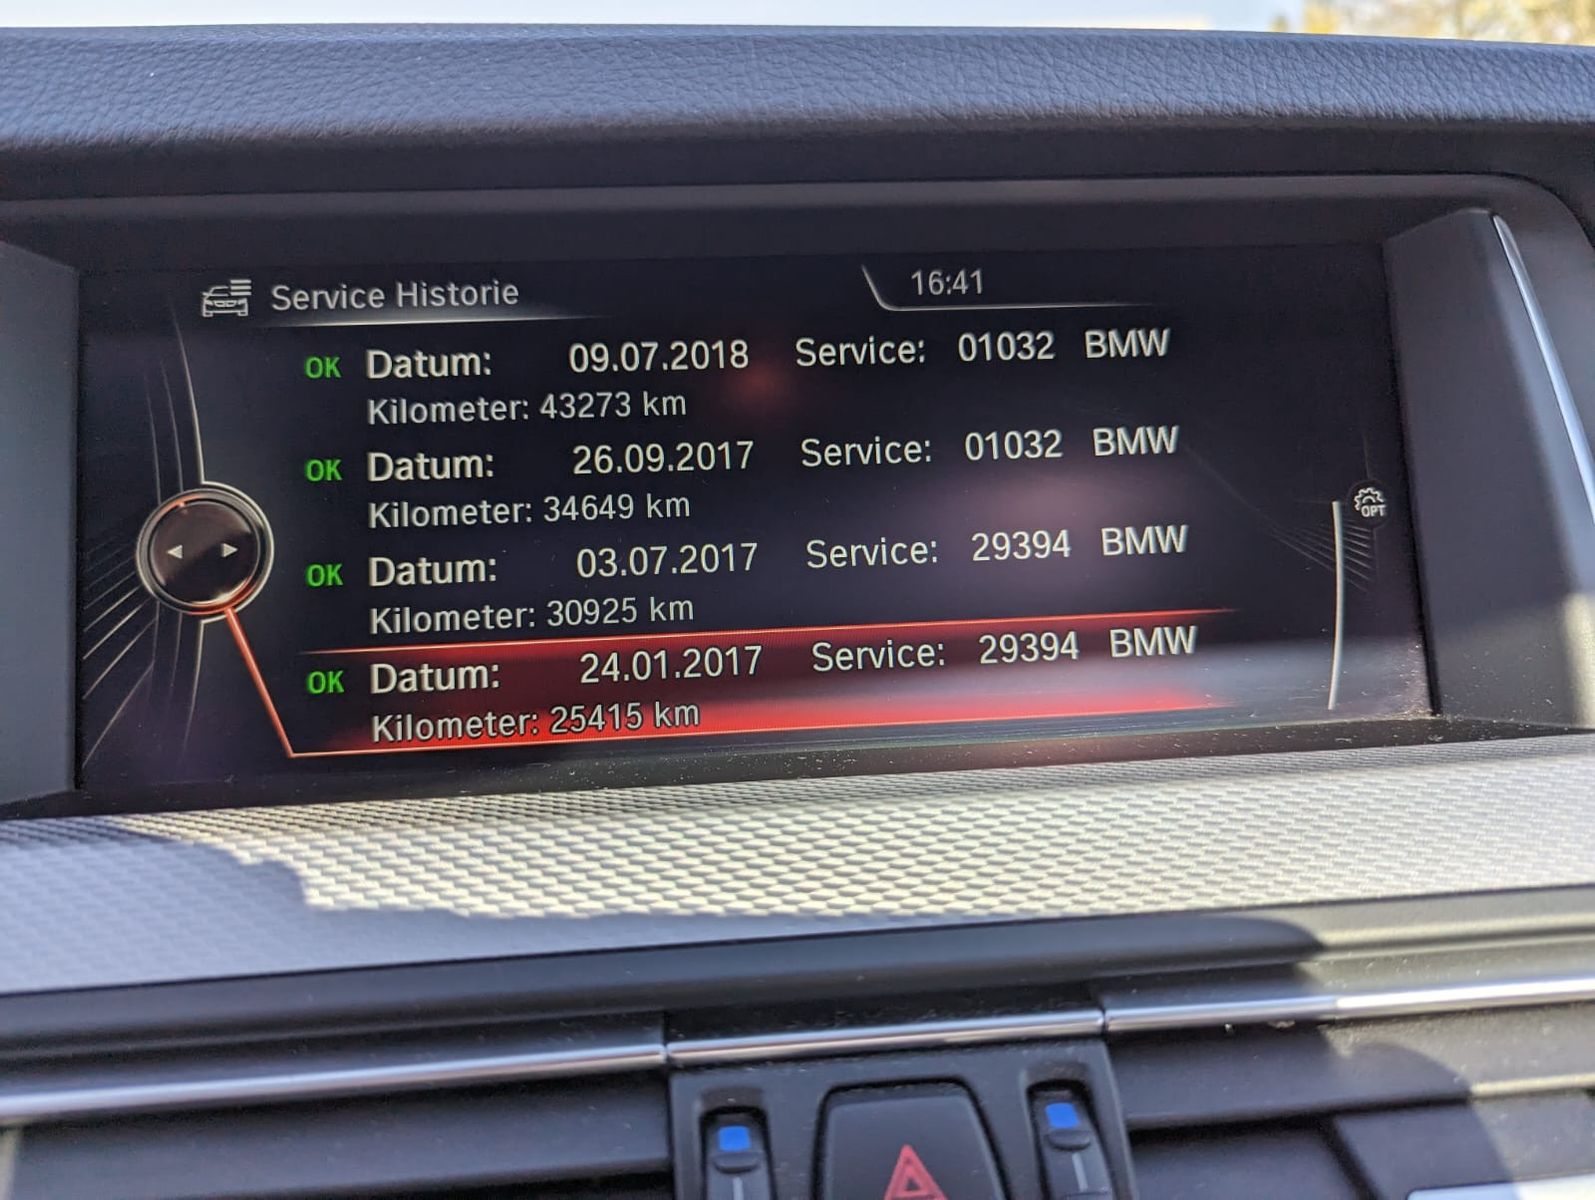 Service Historie
16:41
OK Datum: 09.07.2018 Service: 01032 BMW
Kilometer: 43273 km
OK Datum: 26.09.2017 Service: 01032 BMW
Kilometer: 34649 km
OPT
OK Datum: 03.07.2017 Service: 29394 BMW
Kilometer: 30925 km
OK Datum: 24.01.2017 Service: 29394 BMW
Kilometer: 25415 km